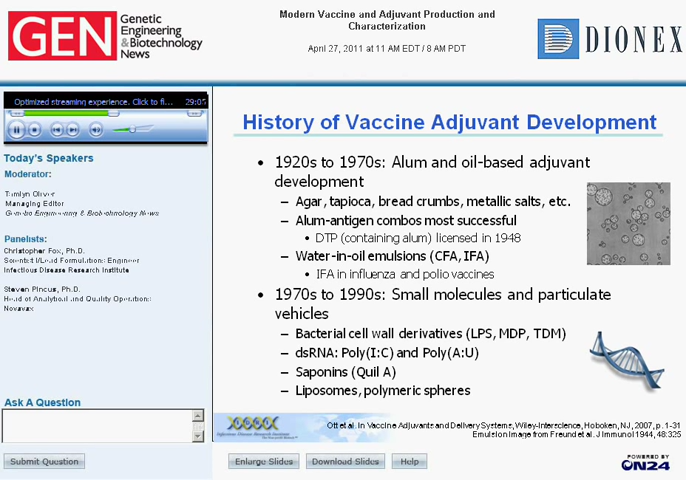 GEN
Genetic
Engineering
& Biotechnology
News
Modern Vaccine and Adjuvant Production and
Characterization
April 27, 2011 at 11 AM EDT / 8 AM PDT
DIONEX
Optimized streaming experience. Click to fi...
Today's Speakers
Moderator:
Tamlyn Oliver
Managing Editor
Genetic Engineering & Biotechnology News
Panelists:
Christopher Fox, Ph.D.
Scientist/Lead Formulations Engineer
Infectious Disease Research Institute
Steven Pincus, Ph.D.
Head of Analytical and Quality Operations
Novavax
Ask A Question
Submit Question
History of Vaccine Adjuvant Development
• 1920s to 1970s: Alum and oil-based adjuvant
development
– Agar, tapioca, bread crumbs, metallic salts, etc.
– Alum-antigen combos most successful
• DTP (containing alum) licensed in 1948
– Water-in-oil emulsions (CFA, IFA)
• IFA in influenza and polio vaccines
• 1970s to 1990s: Small molecules and particulate
vehicles
– Bacterial cell wall derivatives (LPS, MDP, TDM)
– dsRNA: Poly(I:C) and Poly(A:U)
– Saponins (Quil A)
– Liposomes, polymeric spheres
Ott et al. In Vaccine Adjuvants and Delivery Systems, Wiley-Interscience, Hoboken, NJ, 2007, p. 1-31
Emulsion Image from Freund et al. J Immunol 1944, 48:325
Enlarge Slides
Download Slides
Help
POWERED BY
ON24